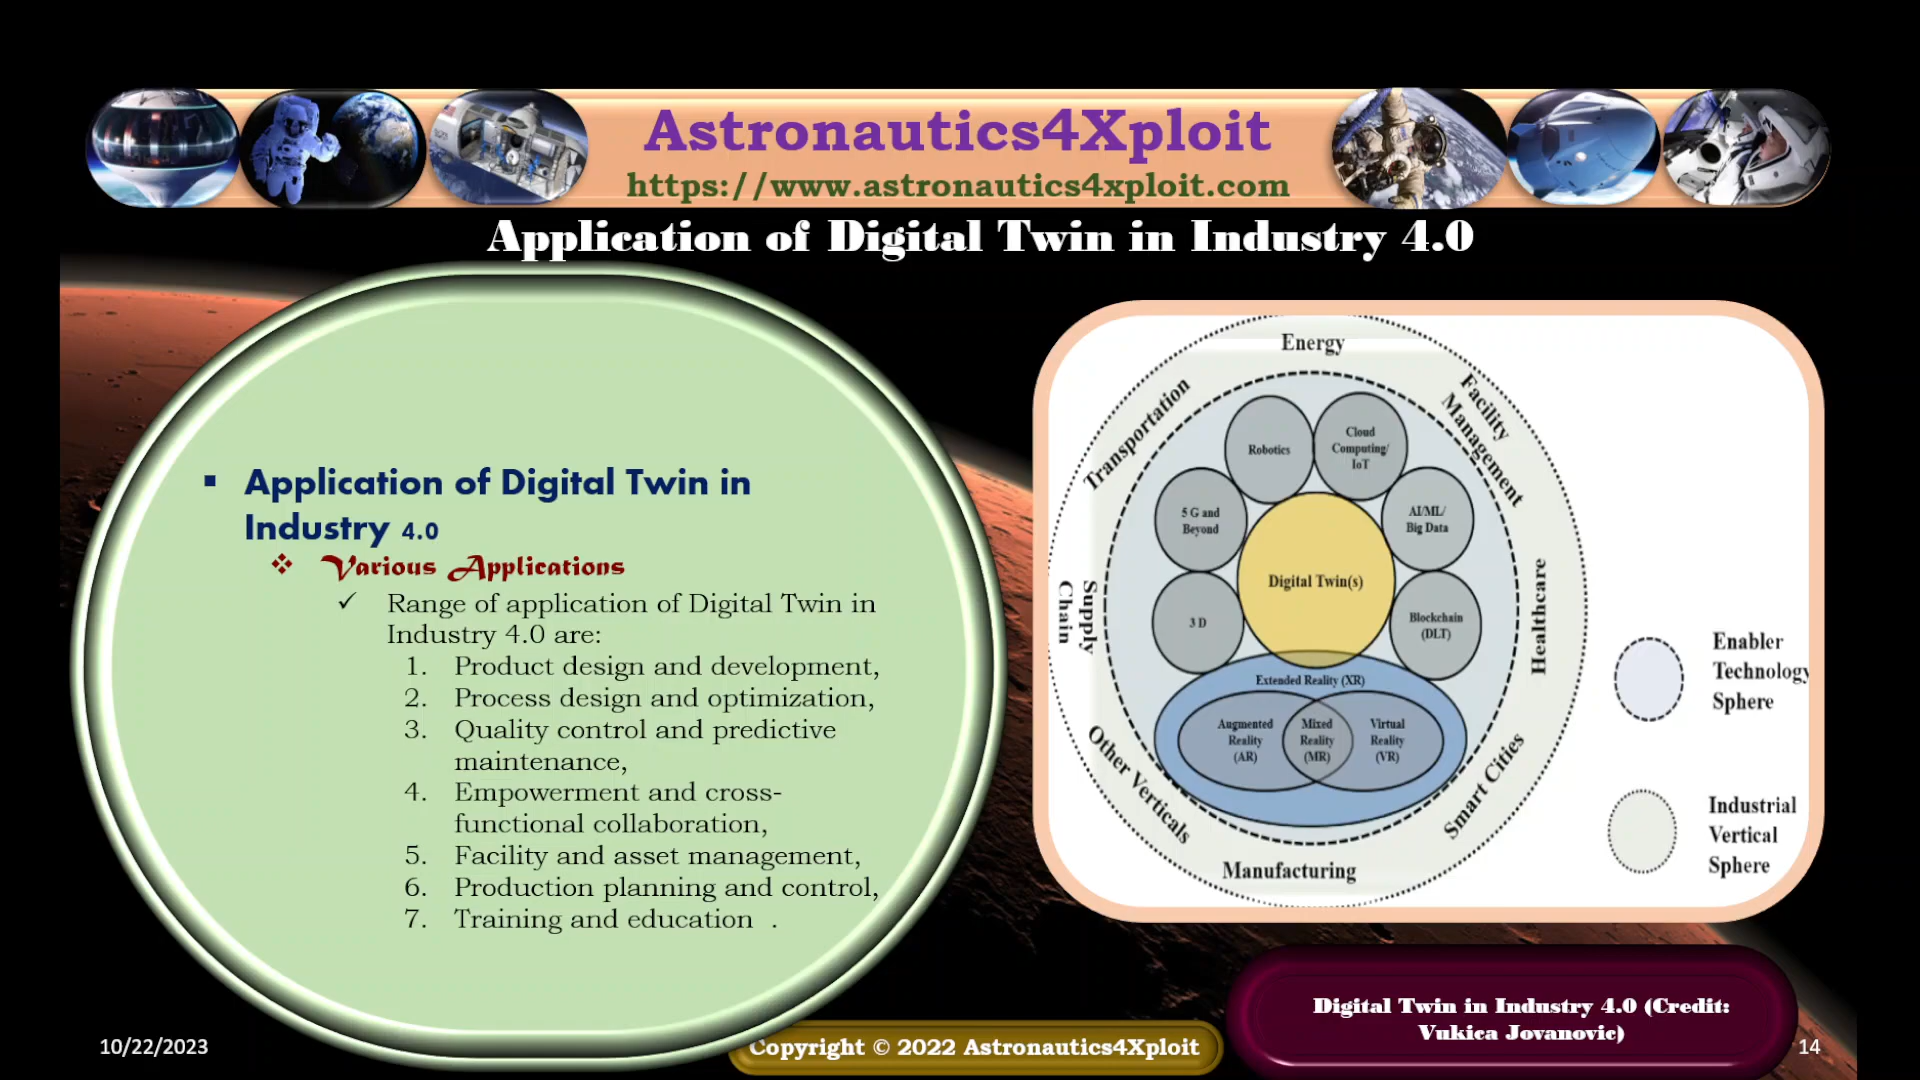 Astronautics4Xploit
https://www.astronautics4xploit.com
Application of Digital Twin in Industry 4.0
▪ Application of Digital Twin in
Industry 4.0
❖ Various Applications
✓ Range of application of Digital Twin in
Industry 4.0 are:
1. Product design and development,
2. Process design and optimization,
3. Quality control and predictive
maintenance,
4. Empowerment and cross-
functional collaboration,
5. Facility and asset management,
6. Production planning and control,
7. Training and education .
Energy
Transportation
Facility
Management
Supply
Chain
Healthcare
Other Verticals
Smart Cities
Manufacturing
Robotics
Cloud
Computing/
IoT
5 G and
Beyond
AI/ML/
Big Data
Digital Twin(s)
3 D
Blockchain
(DLT)
Extended Reality (XR)
Augmented
Reality
(AR)
Mixed
Reality
(MR)
Virtual
Reality
(VR)
Enabler
Technology
Sphere
Industrial
Vertical
Sphere
Digital Twin in Industry 4.0 (Credit:
Vukica Jovanovic)
10/22/2023
Copyright © 2022 Astronautics4Xploit
14